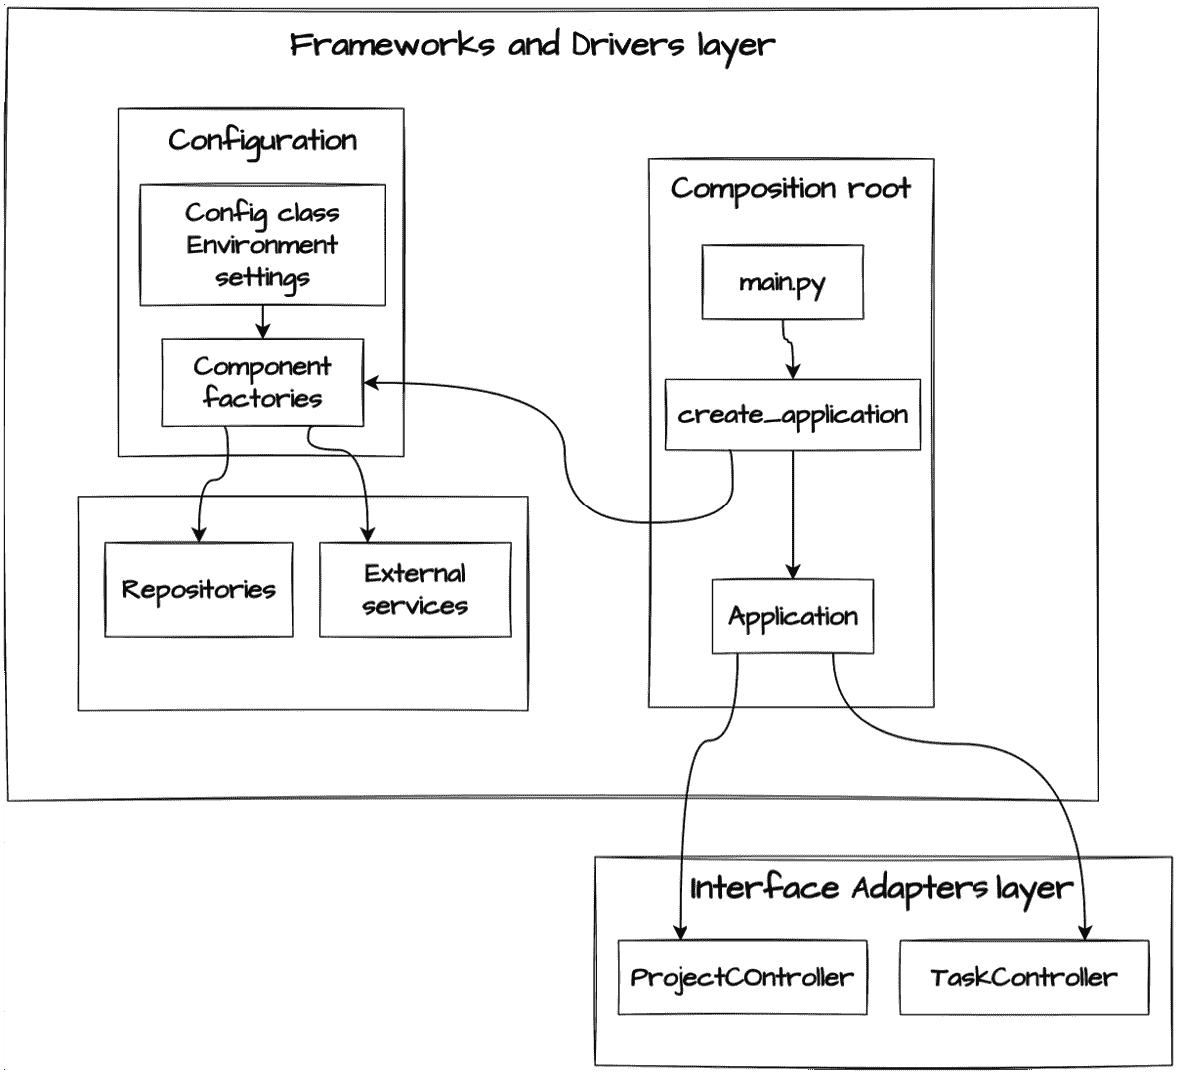 Frameworks and Drivers layer
Configuration
Config class
Environment
settings
Component
factories
Repositories
External
services
Composition root
main.py
create_application
Application
Interface Adapters layer
ProjectCOntroller
TaskController